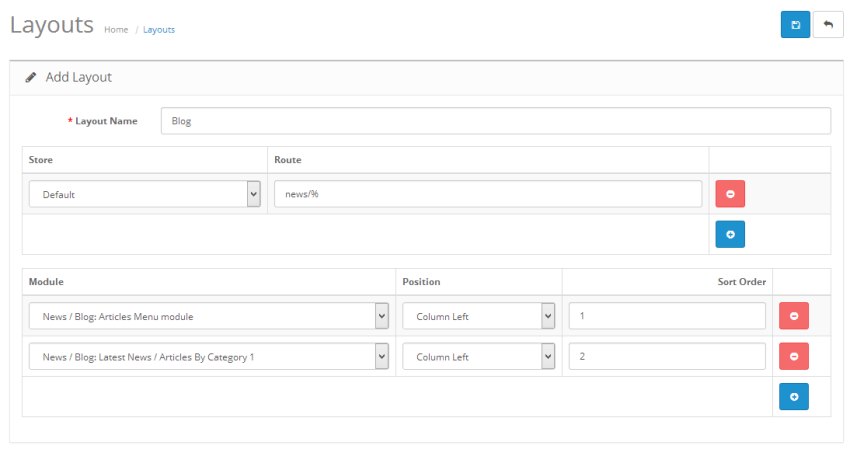 Layouts Home / Layouts
Add Layout
* Layout Name Blog
Store Route
Default news/%
Module Position Sort Order
News / Blog: Articles Menu module Column Left 1
News / Blog: Latest News / Articles By Category 1 Column Left 2